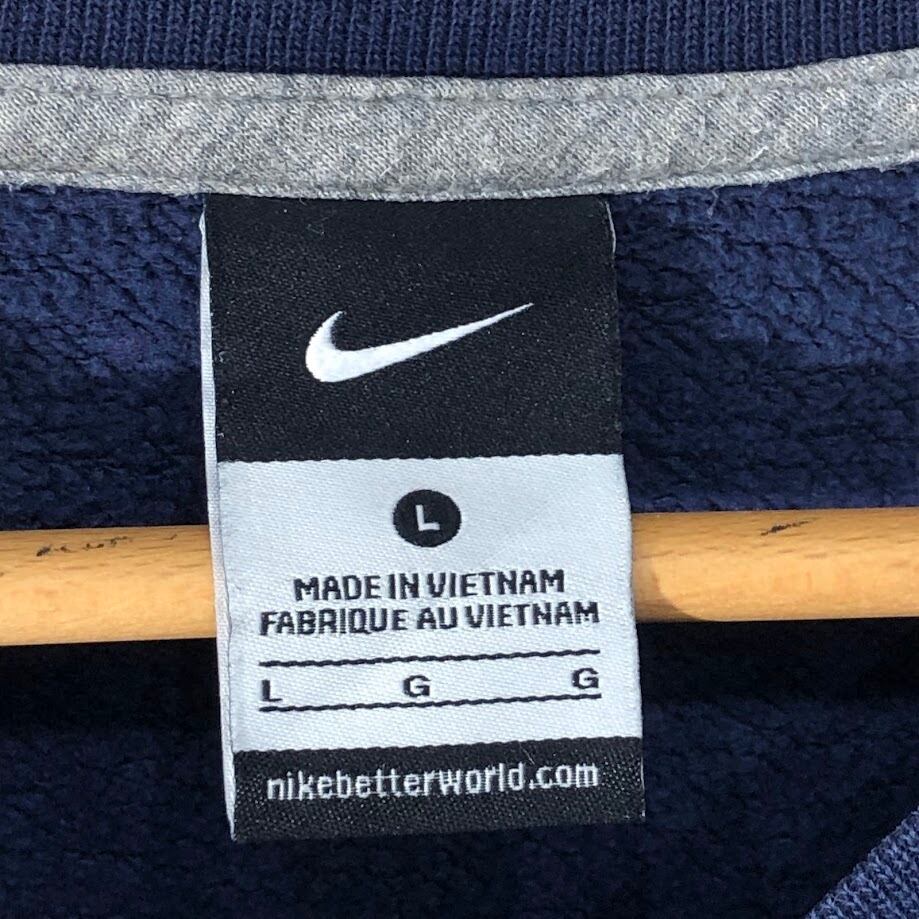 L
MADE IN VIETNAM
FABRIQUE AU VIETNAM
L G G
nikebetterworld.com